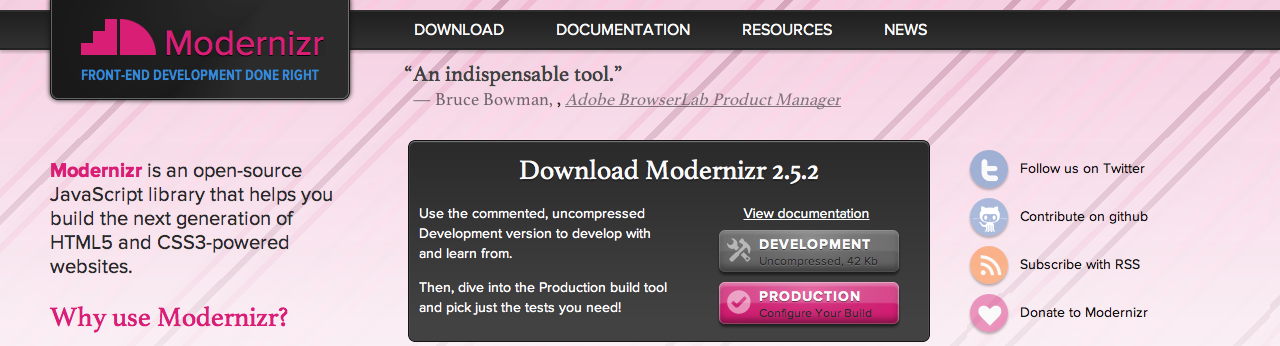 Modernizr
FRONT-END DEVELOPMENT DONE RIGHT
DOWNLOAD
DOCUMENTATION
RESOURCES
NEWS
“An indispensable tool.”
— Bruce Bowman, , Adobe BrowserLab Product Manager
Modernizr is an open-source
JavaScript library that helps you
build the next generation of
HTML5 and CSS3-powered
websites.
Why use Modernizr?
Download Modernizr 2.5.2
Use the commented, uncompressed
Development version to develop with
and learn from.
Then, dive into the Production build tool
and pick just the tests you need!
View documentation
DEVELOPMENT
Uncompressed, 42 Kb
PRODUCTION
Configure Your Build
Follow us on Twitter
Contribute on github
Subscribe with RSS
Donate to Modernizr